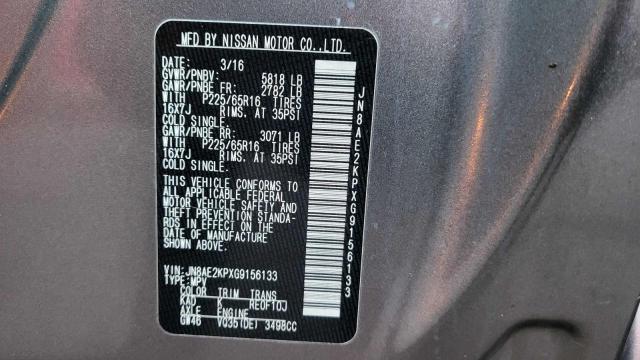 MFD BY NISSAN MOTOR CO.,LTD.
DATE: 3/16
GVWR/PNBV: 5818 LB
GAWR/PNBE FR: 2782 LB
WITH P225/65R16 TIRES
16X7J RIMS. AT 35PSI
COLD SINGLE.
GAWR/PNBE RR: 3071 LB
WITH P225/65R16 TIRES
16X7J RIMS. AT 35PSI
COLD SINGLE.
THIS VEHICLE CONFORMS TO
ALL APPLICABLE FEDERAL
MOTOR VEHICLE SAFETY AND
THEFT PREVENTION STANDA-
RDS IN EFFECT ON THE
DATE OF MANUFACTURE
SHOWN ABOVE.
VIN:JN8AE2KPXG9156133
TYPE:
MPV
COLOR TRIM TRANS
KAD K RE0F10J
AXLE ENGINE
GW46 VQ35(DE) 3498CC
JN8AE2KPXG9156133